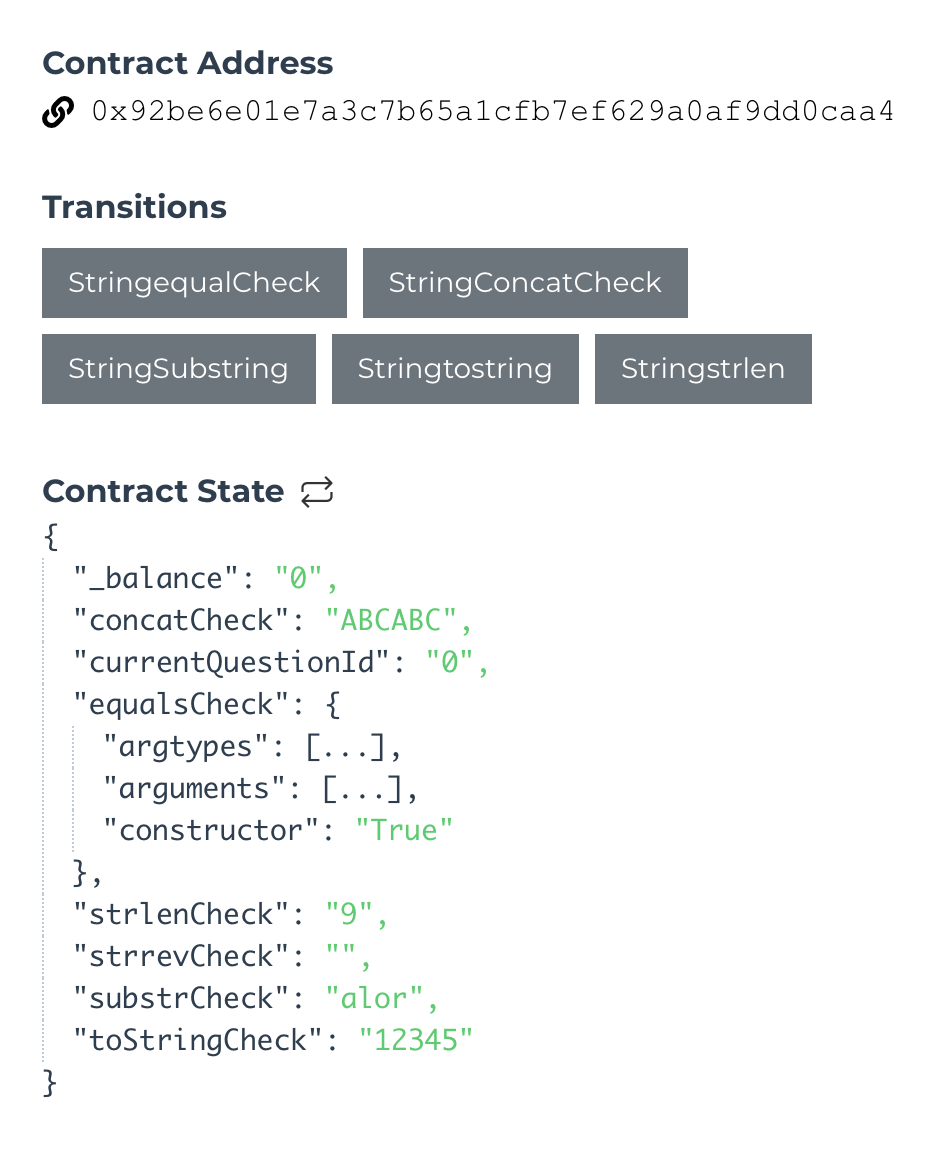 Contract Address
0x92be6e01e7a3c7b65a1cfb7ef629a0af9dd0caa4
Transitions
StringequalCheck StringConcatCheck
StringSubstring Stringtostring Stringstrlen
Contract State
{
"_balance": "0",
"concatCheck": "ABCABC",
"currentQuestionId": "0",
"equalsCheck": {
"argtypes": [...],
"arguments": [...],
"constructor": "True"
},
"strlenCheck": "9",
"strrevCheck": "",
"substrCheck": "alor",
"toStringCheck": "12345"
}